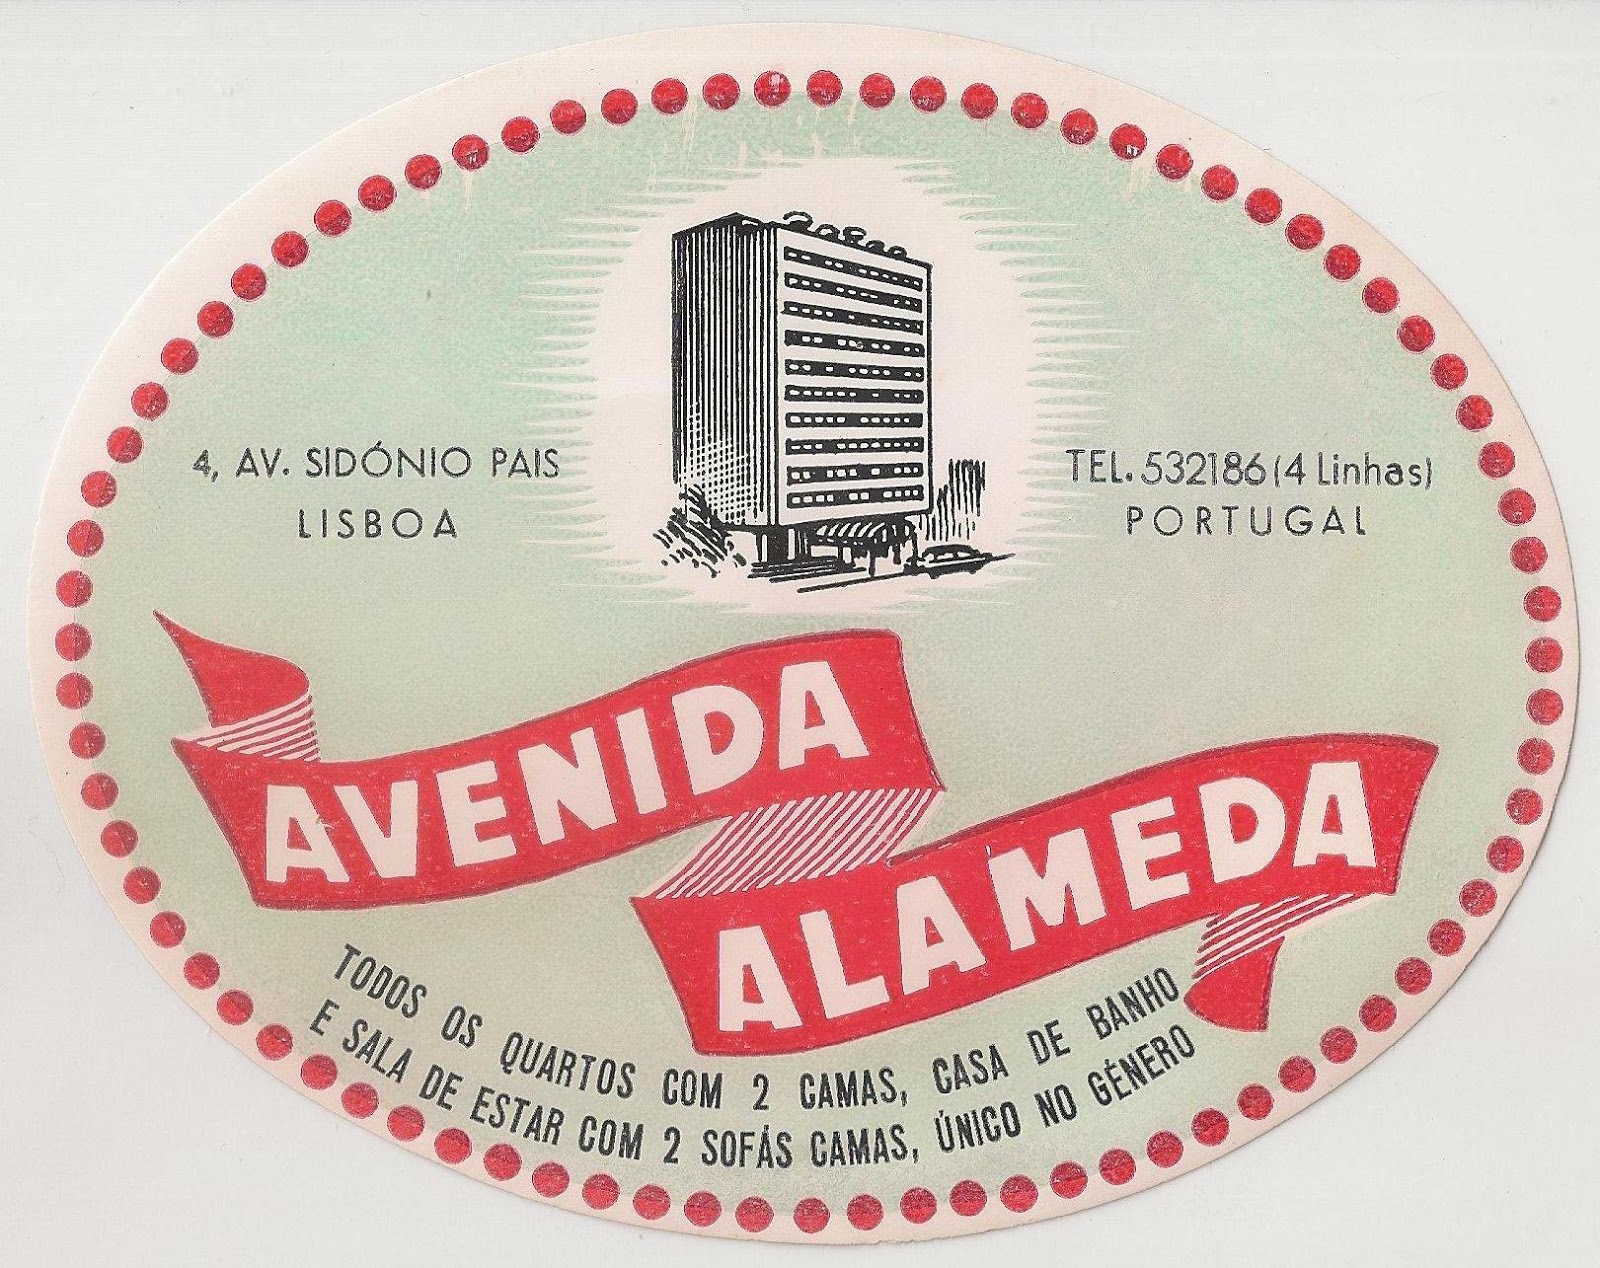 4, AV. SIDÓNIO PAIS
LISBOA
TEL. 532186 (4 Linhas)
PORTUGAL
AVENIDA
ALAMEDA
TODOS OS QUARTOS COM 2 CAMAS, CASA DE BANHO
E SALA DE ESTAR COM 2 SOFÁS CAMAS, ÚNICO NO GÉNERO